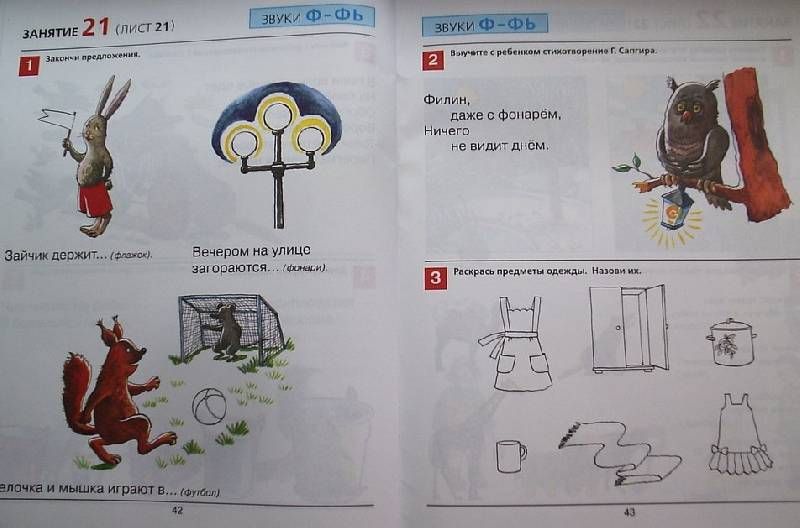 ЗАНЯТИЕ 21 (ЛИСТ 21)
ЗВУКИ Ф-ФЬ
1 Закончи предложения.
Зайчик держит... (флажок).
Вечером на улице
загораются... (фонари).
елочка и мышка играют в... (футбол)
42
ЗВУКИ Ф-ФЬ
2 Выучите с ребенком стихотворение Г. Сапгира.
Филин,
даже с фонарём,
Ничего
не видит днём.
3 Раскрась предметы одежды. Назови их.
43